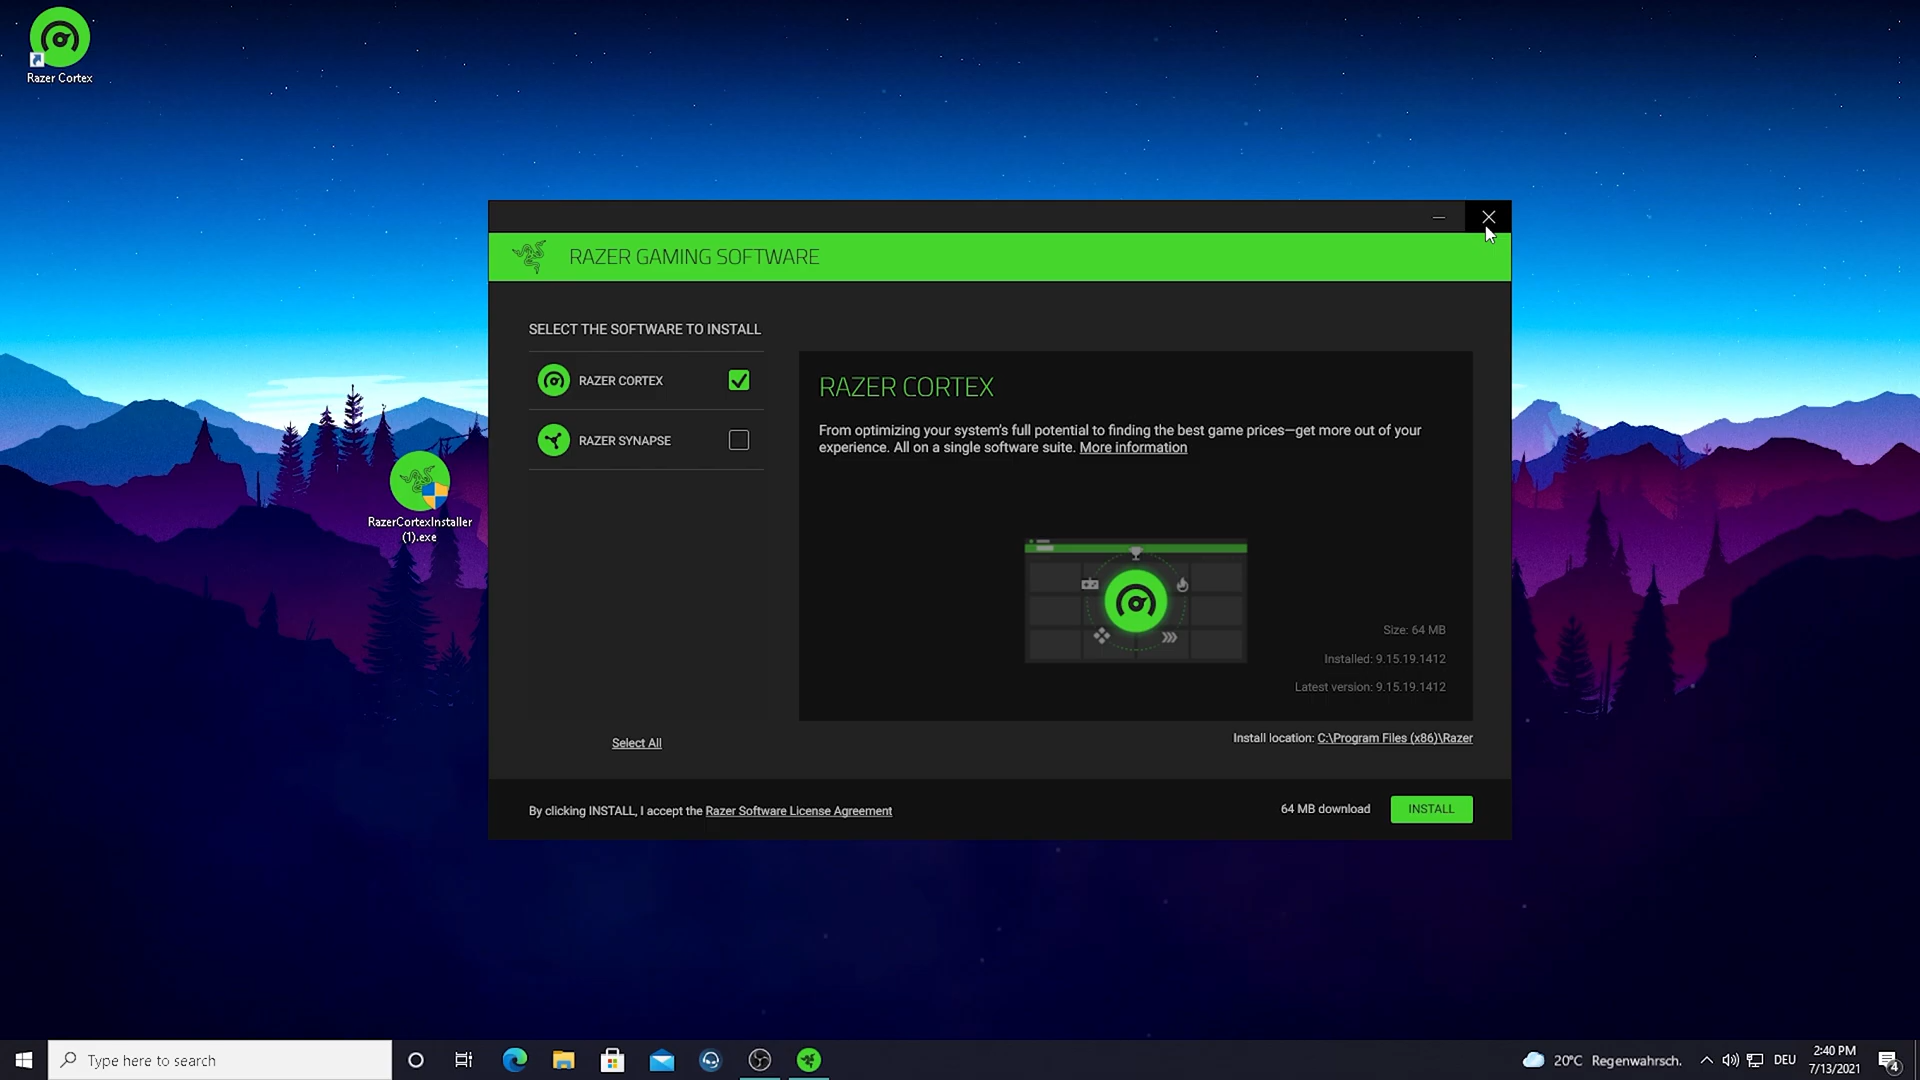 Razer Cortex
RazerCortexInstaller
(1).exe
RAZER GAMING SOFTWARE
SELECT THE SOFTWARE TO INSTALL
RAZER CORTEX
RAZER SYNAPSE
Select All
RAZER CORTEX
From optimizing your system's full potential to finding the best game prices—get more out of your
experience. All on a single software suite. More information
Size: 64 MB
Installed: 9.15.19.1412
Latest version: 9.15.19.1412
Install location: C:\Program Files (x86)\Razer
By clicking INSTALL, I accept the Razer Software License Agreement
64 MB download
INSTALL
Type here to search
20°C Regenwahrsch.
DEU
2:40 PM
7/13/2021
4